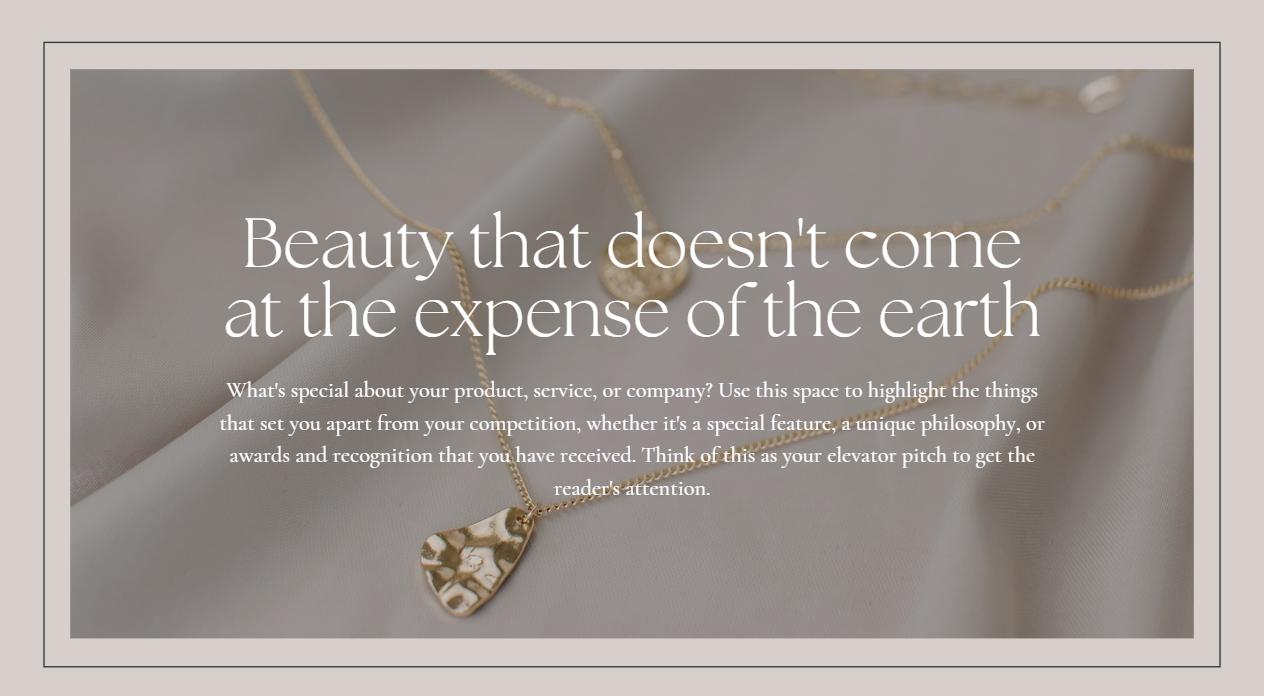 Beauty that doesn't come
at the expense of the earth
What's special about your product, service, or company? Use this space to highlight the things
that set you apart from your competition, whether it's a special feature, a unique philosophy, or
awards and recognition that you have received. Think of this as your elevator pitch to get the
reader's attention.